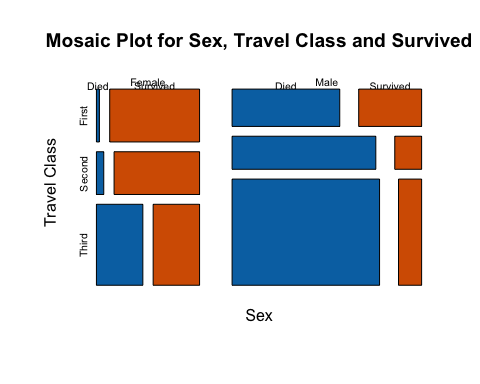 Mosaic Plot for Sex, Travel Class and Survived
Female Male
Died Survived Died Survived
First
Second
Third
Travel Class
Sex